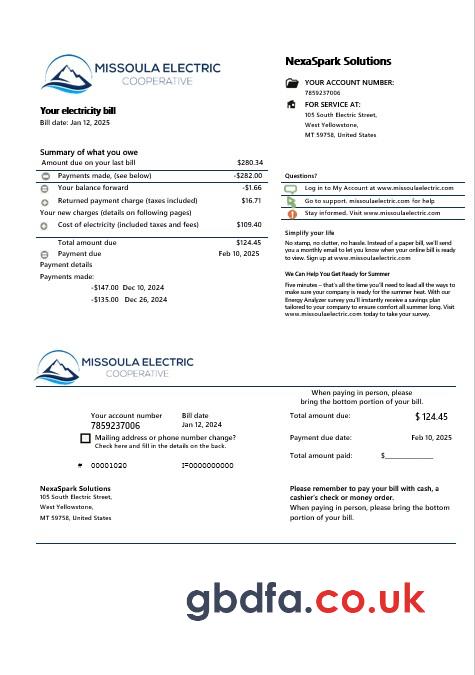 MISSOULA ELECTRIC
COOPERATIVE
NexaSpark Solutions
YOUR ACCOUNT NUMBER:
7859237006
FOR SERVICE AT:
105 South Electric Street,
West Yellowstone,
MT 59758, United States
Your electricity bill
Bill date: Jan 12, 2025
Summary of what you owe
Amount due on your last bill $280.34
Payments made, (see below) -$282.00
Your balance forward -$1.66
Returned payment charge (taxes included) $16.71
Your new charges (details on following pages)
Cost of electricity (included taxes and fees) $109.40
Total amount due $124.45
Payment due Feb 10, 2025
Payment details
Payments made:
-$147.00 Dec 10, 2024
-$135.00 Dec 26, 2024
Questions?
Log in to My Account at www.missoulaelectric.com
Go to support. missoulaelectric.com for help
Stay informed. Visit www.missoulaelectric.com
Simplify your life
No stamp, no clutter, no hassle. Instead of a paper bill, we'll send
you a monthly email to let you know when your online bill is ready
to view. Sign up at www.missoulaelectric.com
We Can Help You Get Ready for Summer
Five minutes – that's all the time you'll need to lead all the ways to
make sure your company is ready for the summer heat. With our
Energy Analyzer survey you'll instantly receive a savings plan
tailored to your company to ensure comfort all summer long. Visit
www.missoulaelectric.com today to take your survey.
MISSOULA ELECTRIC
COOPERATIVE
When paying in person, please
bring the bottom portion of your bill.
Your account number Bill date
7859237006 Jan 12, 2024
Total amount due: $ 124.45
Mailing address or phone number change?
Check here and fill in the details on the back.
Payment due date: Feb 10, 2025
Total amount paid: $____________
# 00001020 I=0000000000
NexaSpark Solutions
105 South Electric Street,
West Yellowstone,
MT 59758, United States
Please remember to pay your bill with cash, a
cashier's check or money order.
When paying in person, please bring the bottom
portion of your bill.
gbdfa.co.uk